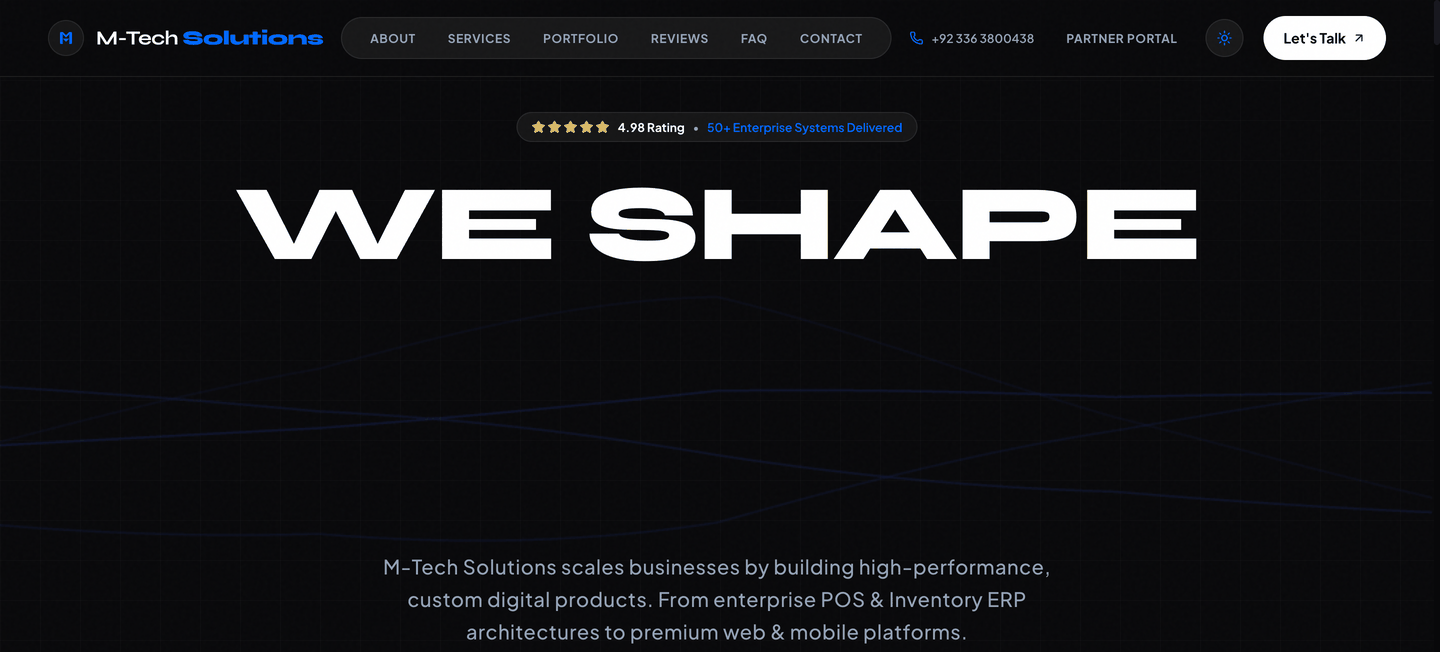 M-Tech Solutions
ABOUT SERVICES PORTFOLIO REVIEWS FAQ CONTACT
+92 336 3800438
PARTNER PORTAL
Let's Talk
4.98 Rating • 50+ Enterprise Systems Delivered
WE SHAPE
M-Tech Solutions scales businesses by building high-performance,
custom digital products. From enterprise POS & Inventory ERP
architectures to premium web & mobile platforms.